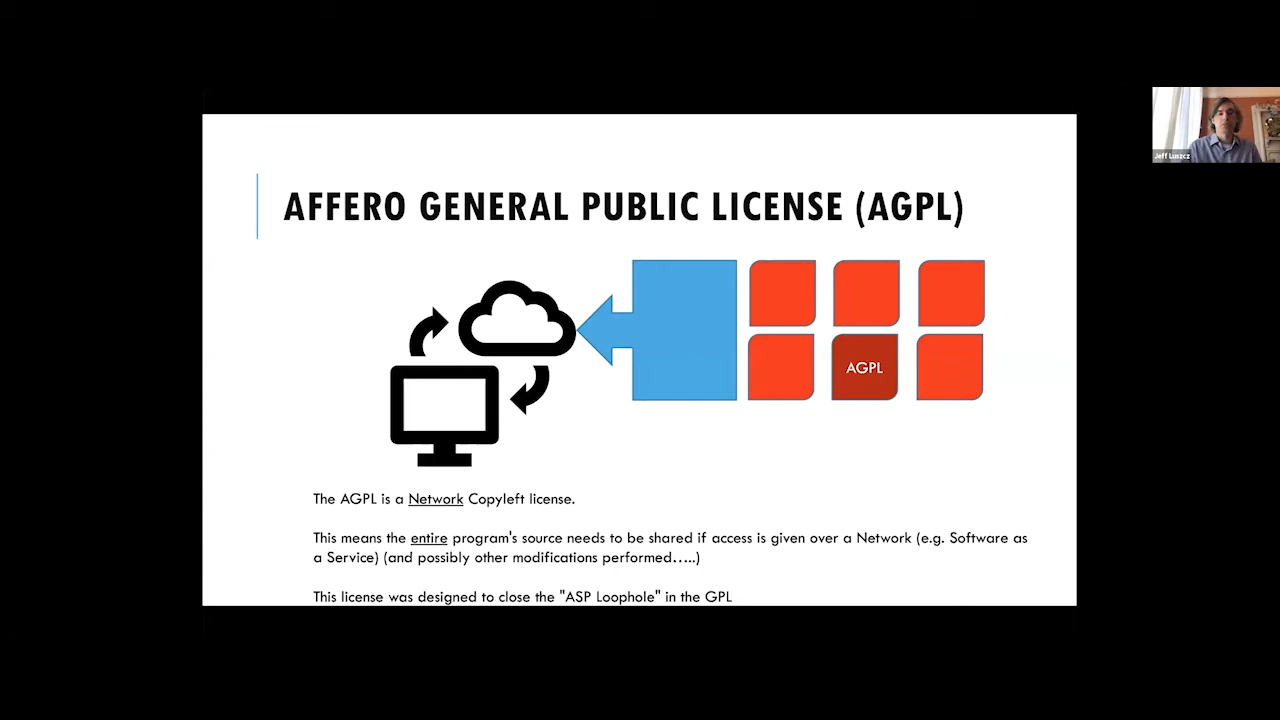 Jeff Luszcz
AFFERO GENERAL PUBLIC LICENSE (AGPL)
AGPL
The AGPL is a Network Copyleft license.
This means the entire program's source needs to be shared if access is given over a Network (e.g. Software as
a Service) (and possibly other modifications performed…..)
This license was designed to close the "ASP Loophole" in the GPL